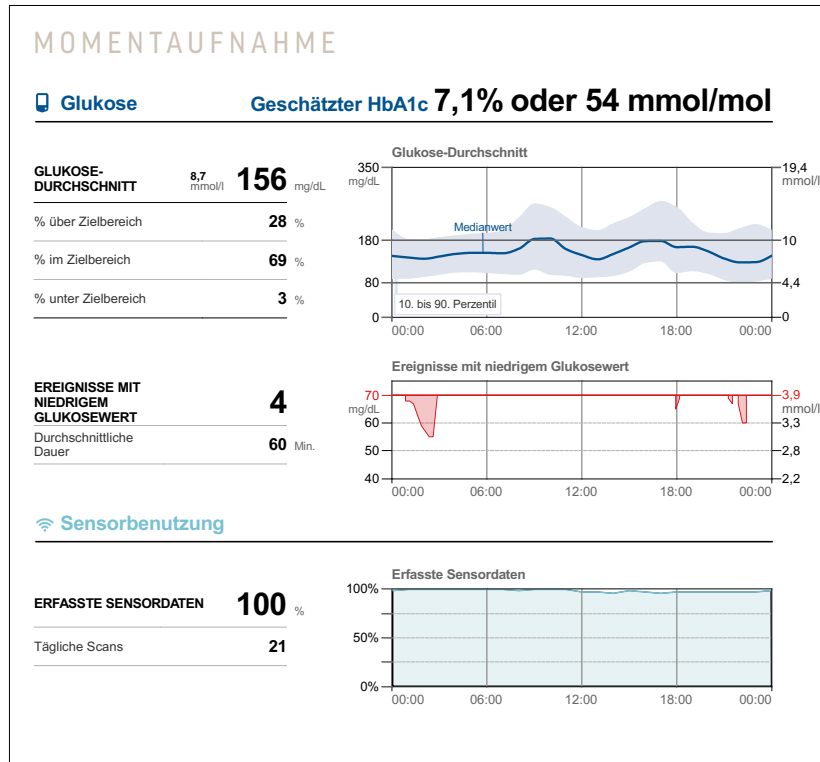 MOMENTAUFNAHME
Glukose
Geschätzter HbA1c 7,1% oder 54 mmol/mol
GLUKOSE-
DURCHSCHNITT
8,7
mmol/l
156 mg/dL
% über Zielbereich 28 %
% im Zielbereich 69 %
% unter Zielbereich 3 %
Glukose-Durchschnitt
350
mg/dL
180
80
0
19,4
mmol/l
10
4,4
0
Medianwert
10. bis 90. Perzentil
00:00 06:00 12:00 18:00 00:00
EREIGNISSE MIT
NIEDRIGEM
GLUKOSEWERT
4
Durchschnittliche
Dauer
60 Min.
Ereignisse mit niedrigem Glukosewert
70
mg/dL
60
50
40
3,9
mmol/l
3,3
2,8
2,2
00:00 06:00 12:00 18:00 00:00
Sensorbenutzung
ERFASSTE SENSORDATEN 100 %
Tägliche Scans 21
Erfasste Sensordaten
100%
50%
0%
00:00 06:00 12:00 18:00 00:00